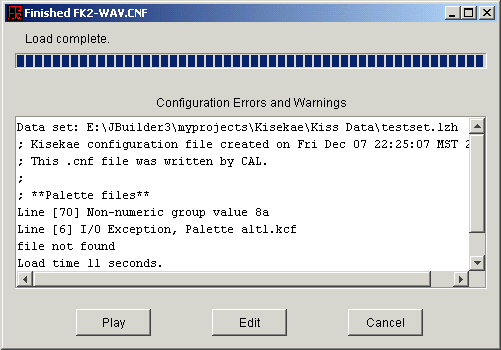 Finished FK2-WAV.CNF
Load complete.
Configuration Errors and Warnings
Data set: E:\JBuilder3\myprojects\Kisekae\Kiss Data\testset.lzh
; Kisekae configuration file created on Fri Dec 07 22:25:07 MST 2
; This .cnf file was written by CAL.
;
; **Palette files**
Line [70] Non-numeric group value 8a
Line [6] I/O Exception, Palette alt1.kcf
file not found
Load time 11 seconds.
Play Edit Cancel